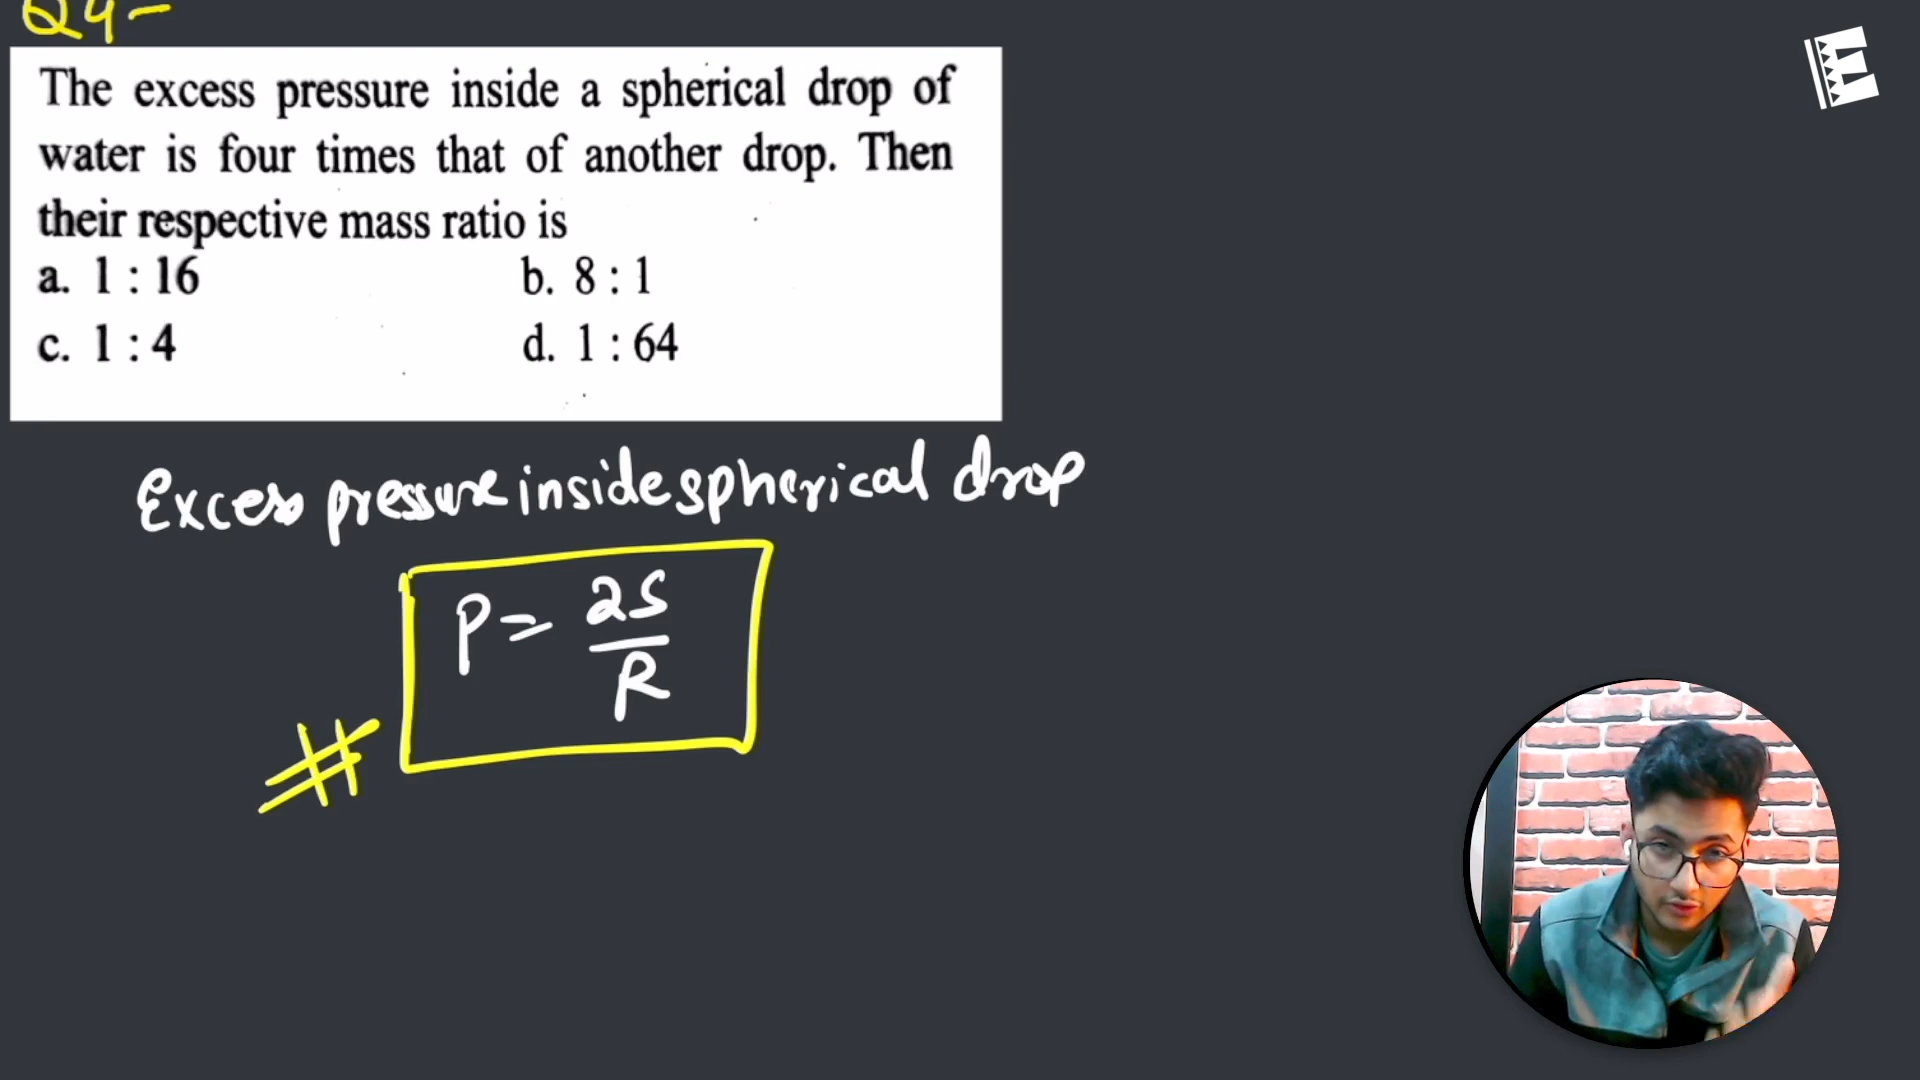 Q4-
The excess pressure inside a spherical drop of
water is four times that of another drop. Then
their respective mass ratio is
a. 1 : 16 b. 8 : 1
c. 1 : 4 d. 1 : 64
Excess pressure inside spherical drop
P = 2S
R
#
E